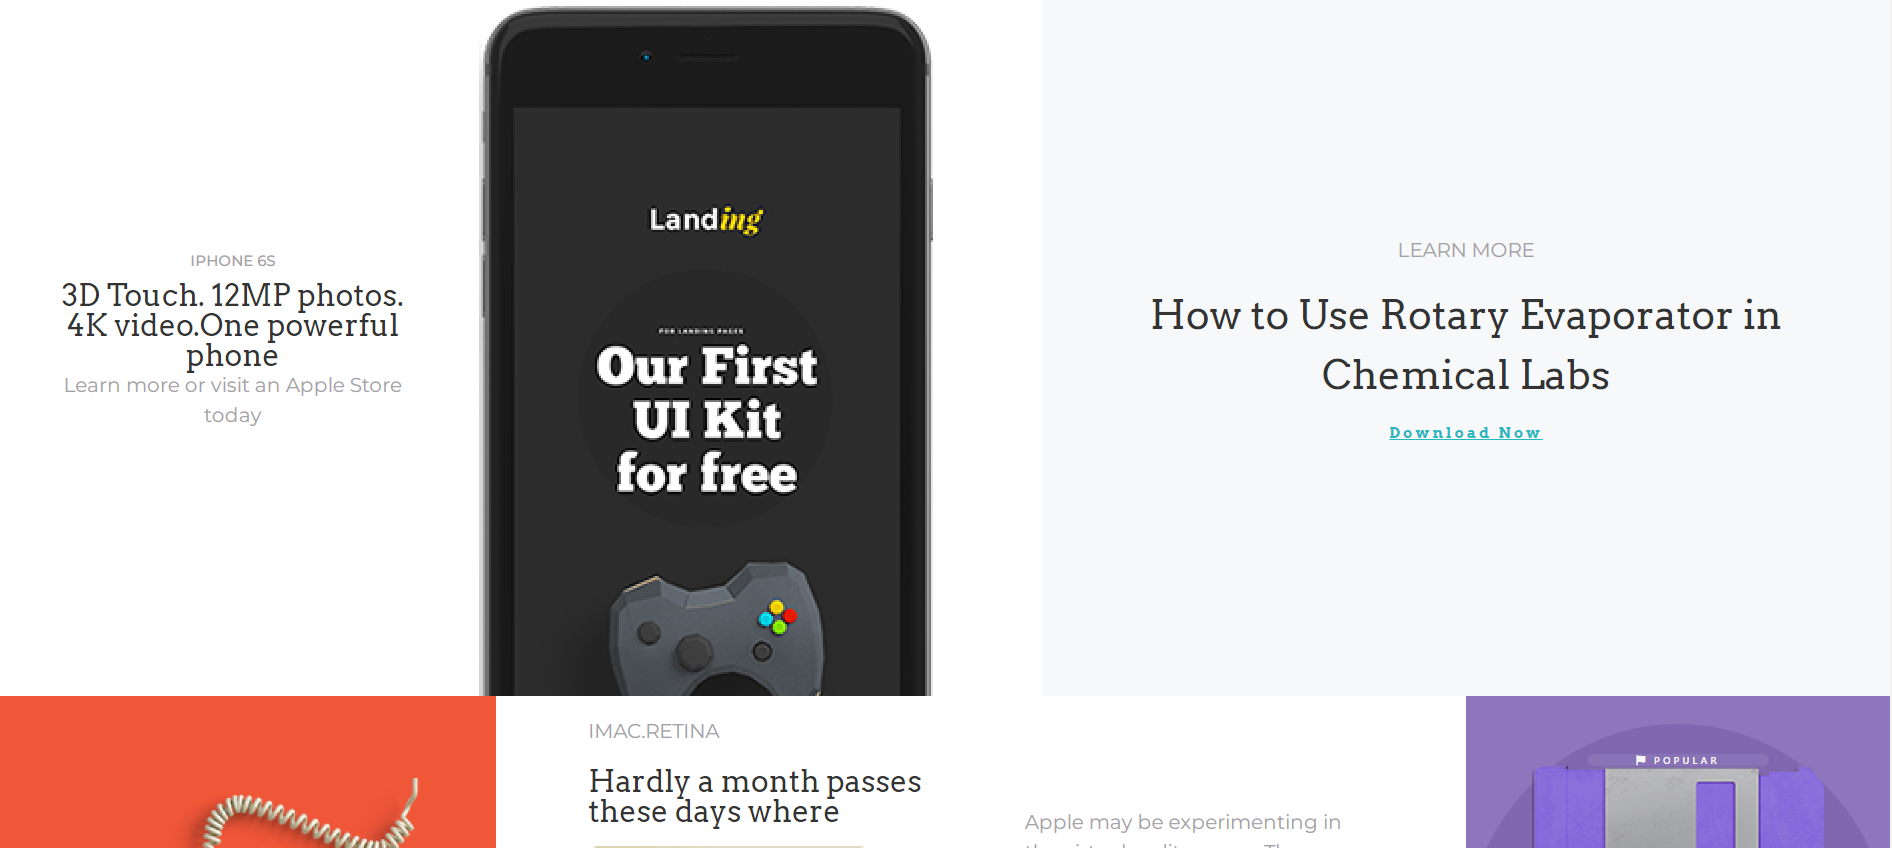 IPHONE 6S
3D Touch. 12MP photos.
4K video.One powerful
phone
Learn more or visit an Apple Store
today
Landing
FOR LANDING PAGES
Our First
UI Kit
for free
LEARN MORE
How to Use Rotary Evaporator in
Chemical Labs
Download Now
IMAC.RETINA
Hardly a month passes
these days where
Apple may be experimenting in
POPULAR